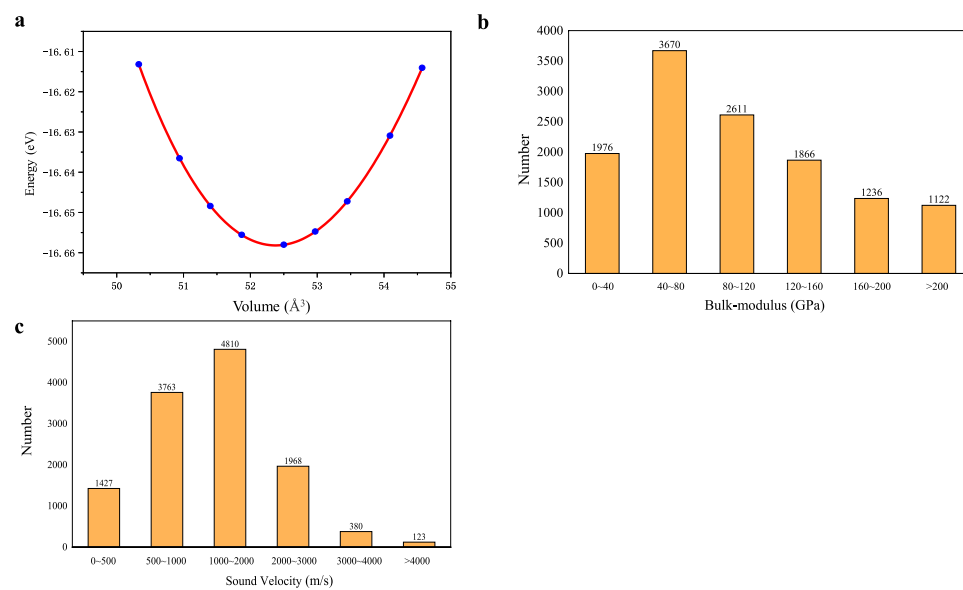 a
−16.61
−16.62
−16.63
−16.64
−16.65
−16.66
Energy (eV)
50 51 52 53 54 55
Volume (Å³)
b
4000
3500
3000
2500
2000
1500
1000
500
0
Number
1976 3670 2611 1866 1236 1122
0~40 40~80 80~120 120~160 160~200 >200
Bulk-modulus (GPa)
c
5000
4000
3000
2000
1000
0
Number
1427 3763 4810 1968 380 123
0~500 500~1000 1000~2000 2000~3000 3000~4000 >4000
Sound Velocity (m/s)